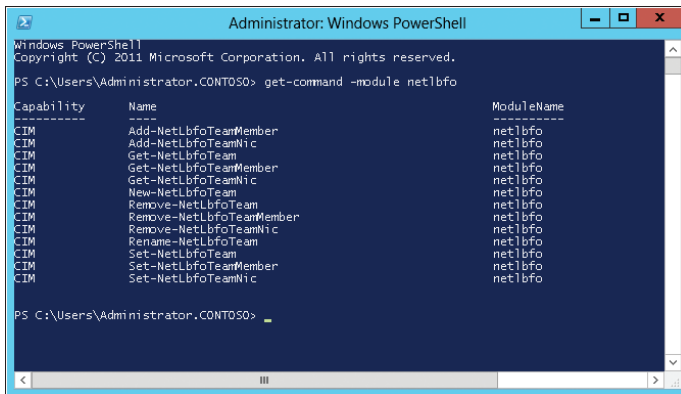 Administrator: Windows PowerShell
Windows PowerShell
Copyright (C) 2011 Microsoft Corporation. All rights reserved.
PS C:\Users\Administrator.CONTOSO> get-command -module netlbfo
Capability Name ModuleName
---------- ---- ----------
CIM Add-NetLbfoTeamMember netlbfo
CIM Add-NetLbfoTeamNic netlbfo
CIM Get-NetLbfoTeam netlbfo
CIM Get-NetLbfoTeamMember netlbfo
CIM Get-NetLbfoTeamNic netlbfo
CIM New-NetLbfoTeam netlbfo
CIM Remove-NetLbfoTeam netlbfo
CIM Remove-NetLbfoTeamMember netlbfo
CIM Remove-NetLbfoTeamNic netlbfo
CIM Rename-NetLbfoTeam netlbfo
CIM Set-NetLbfoTeam netlbfo
CIM Set-NetLbfoTeamMember netlbfo
CIM Set-NetLbfoTeamNic netlbfo
PS C:\Users\Administrator.CONTOSO> _